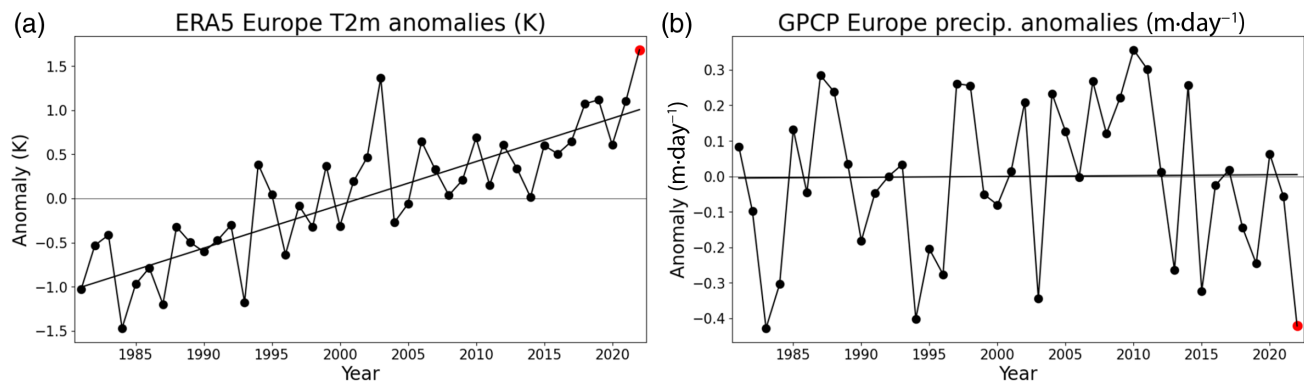 (a)
ERA5 Europe T2m anomalies (K)
Anomaly (K)
1.5
1.0
0.5
0.0
−0.5
−1.0
−1.5
1985 1990 1995 2000 2005 2010 2015 2020
Year
(b)
GPCP Europe precip. anomalies (m·day⁻¹)
Anomaly (m·day⁻¹)
0.3
0.2
0.1
0.0
−0.1
−0.2
−0.3
−0.4
1985 1990 1995 2000 2005 2010 2015 2020
Year